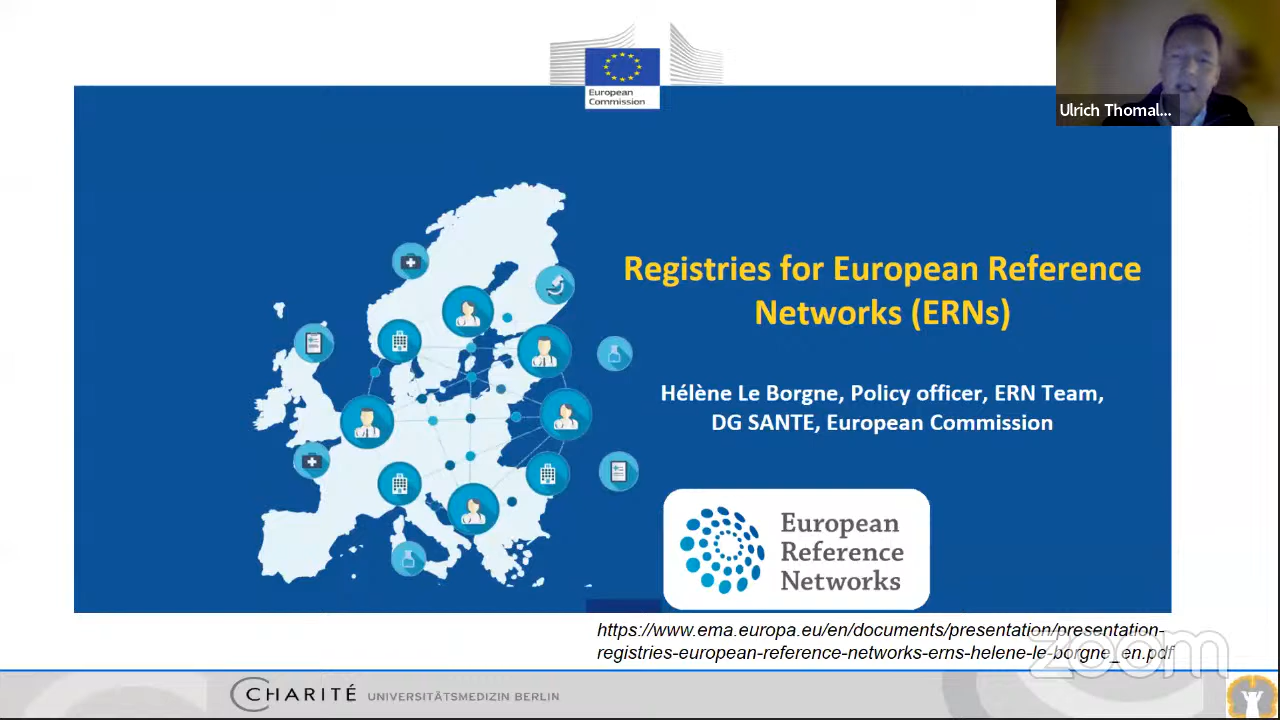 European
Commission
Ulrich Thomal...
Registries for European Reference
Networks (ERNs)
Hélène Le Borgne, Policy officer, ERN Team,
DG SANTE, European Commission
European
Reference
Networks
https://www.ema.europa.eu/en/documents/presentation/presentation-
registries-european-reference-networks-erns-helene-le-borgne_en.pdf
zoom
CHARITÉ UNIVERSITÄTSMEDIZIN BERLIN